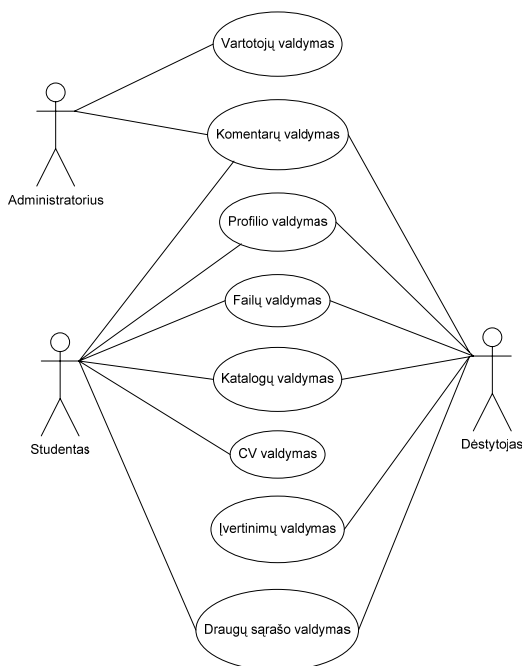 Vartotojų valdymas
Komentarų valdymas
Administratorius
Profilio valdymas
Failų valdymas
Katalogų valdymas
Studentas
Dėstytojas
CV valdymas
Įvertinimų valdymas
Draugų sąrašo valdymas